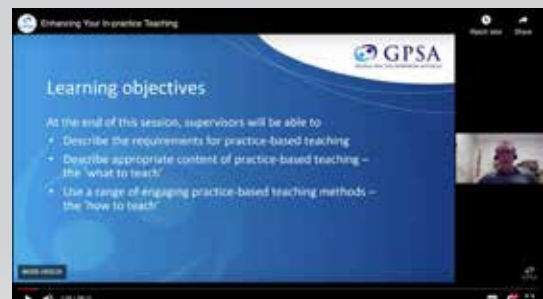 Enhancing Your In-practice Teaching
Watch later
Share
GPSA
Learning objectives
At the end of this session, supervisors will be able to
• Describe the requirements for practice-based teaching
• Describe appropriate content of practice-based teaching –
the 'what to teach'
• Use a range of engaging practice-based teaching methods –
the 'how to teach'